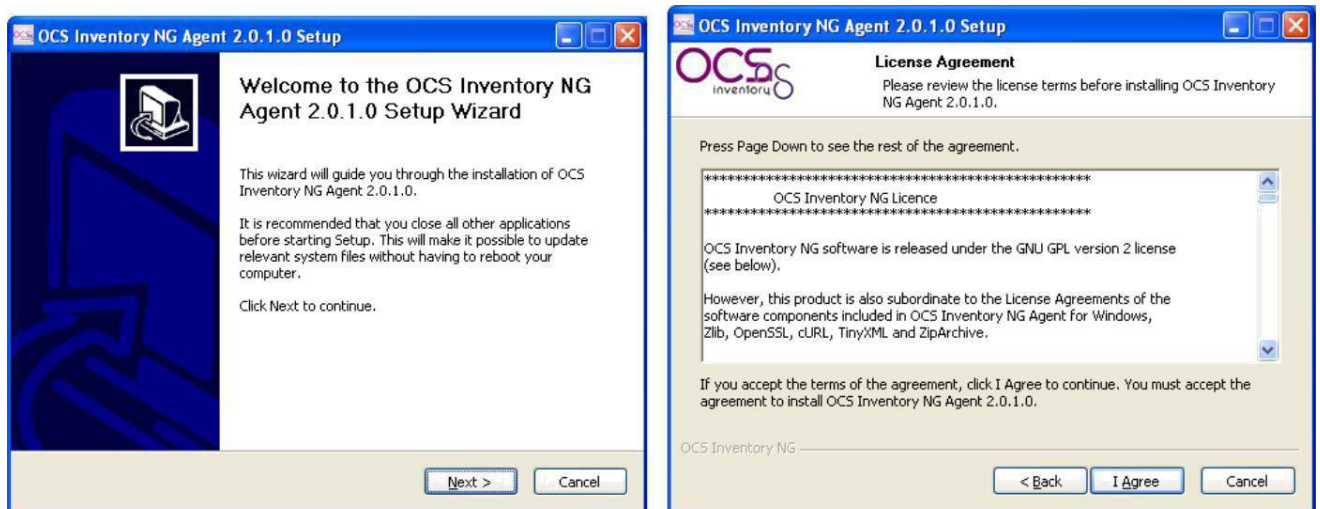 OCS Inventory NG Agent 2.0.1.0 Setup
Welcome to the OCS Inventory NG
Agent 2.0.1.0 Setup Wizard
This wizard will guide you through the installation of OCS
Inventory NG Agent 2.0.1.0.
It is recommended that you close all other applications
before starting Setup. This will make it possible to update
relevant system files without having to reboot your
computer.
Click Next to continue.
Next >
Cancel
OCS Inventory NG Agent 2.0.1.0 Setup
OCSng
inventory
License Agreement
Please review the license terms before installing OCS Inventory
NG Agent 2.0.1.0.
Press Page Down to see the rest of the agreement.
****************************************************
OCS Inventory NG Licence
****************************************************
OCS Inventory NG software is released under the GNU GPL version 2 license
(see below).
However, this product is also subordinate to the License Agreements of the
software components included in OCS Inventory NG Agent for Windows,
Zlib, OpenSSL, cURL, TinyXML and ZipArchive.
If you accept the terms of the agreement, click I Agree to continue. You must accept the
agreement to install OCS Inventory NG Agent 2.0.1.0.
OCS Inventory NG
< Back
I Agree
Cancel